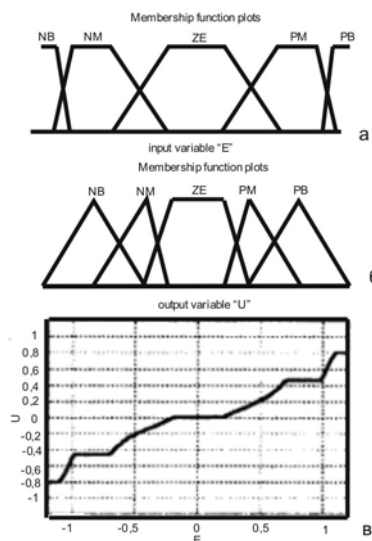 Membership function plots
NB NM ZE PM PB
a
input variable "E"
Membership function plots
NB NM ZE PM PB
б
output variable "U"
1
0,8
0,6
0,4
0,2
0
-0,2
-0,4
-0,6
-0,8
-1
U
-1 -0,5 0 0,5 1
E
В